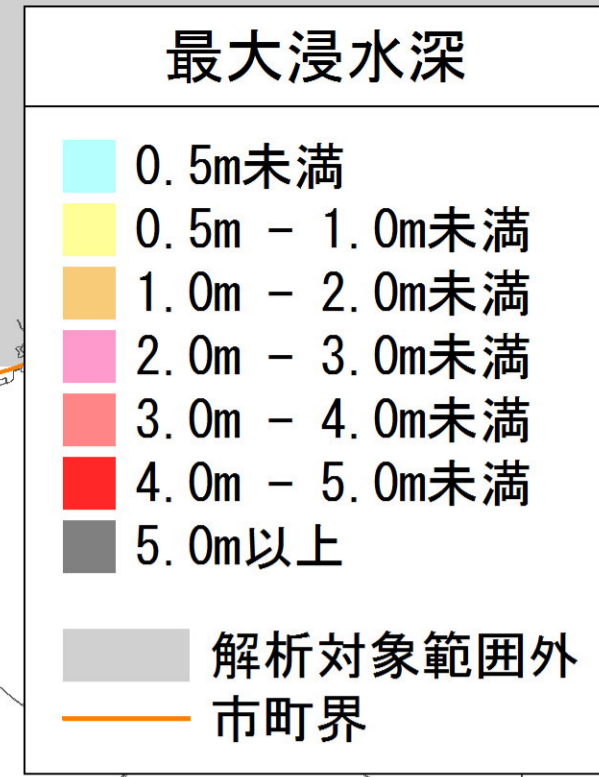 最大浸水深
0.5m未満
0.5m － 1.0m未満
1.0m － 2.0m未満
2.0m － 3.0m未満
3.0m － 4.0m未満
4.0m － 5.0m未満
5.0m以上
解析対象範囲外
市町界